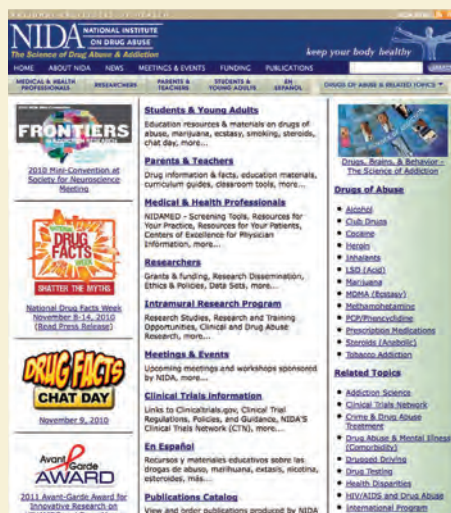 NATIONAL INSTITUTES OF HEALTH
NIDA NATIONAL INSTITUTE
ON DRUG ABUSE
The Science of Drug Abuse & Addiction
keep your body healthy
HOME ABOUT NIDA NEWS MEETINGS & EVENTS FUNDING PUBLICATIONS
MEDICAL & HEALTH
PROFESSIONALS
RESEARCHERS
PARENTS &
TEACHERS
STUDENTS &
YOUNG ADULTS
EN
ESPAÑOL
DRUGS OF ABUSE & RELATED TOPICS
FRONTIERS
IN ADDICTION RESEARCH
2010 Mini-Convention at
Society for Neuroscience
Meeting
NATIONAL
DRUG
FACTS
WEEK
SHATTER THE MYTHS
National Drug Facts Week
November 8-14, 2010
(Read Press Release)
DRUG FACTS
CHAT DAY
November 9, 2010
Avant
Garde
AWARD
2011 Avant-Garde Award for
Innovative Research on
Students & Young Adults
Education resources & materials on drugs of
abuse, marijuana, ecstasy, smoking, steroids,
chat day, more...
Parents & Teachers
Drug information & facts, education materials,
curriculum guides, classroom tools, more...
Medical & Health Professionals
NIDAMED - Screening Tools, Resources for
Your Practice, Resources for Your Patients,
Centers of Excellence for Physician
Information, more...
Researchers
Grants & funding, Research Dissemination,
Ethics & Policies, Data Sets, more...
Intramural Research Program
Research Studies, Research and Training
Opportunities, Clinical and Drug Abuse
Research, more...
Meetings & Events
Upcoming meetings and workshops sponsored
by NIDA, more...
Clinical Trials Information
Links to Clinicaltrials.gov, Clinical Trial
Regulations, Policies, and Guidance, NIDA'S
Clinical Trials Network (CTN), more...
En Español
Recursos y materiales educativos sobre las
drogas de abuso, marihuana, extasis, nicotina,
esteroides, más...
Publications Catalog
View and order publications produced by NIDA
Drugs, Brains, & Behavior -
The Science of Addiction
Drugs of Abuse
Alcohol
Club Drugs
Cocaine
Heroin
Inhalants
LSD (Acid)
Marijuana
MDMA (Ecstasy)
Methamphetamine
PCP/Phencyclidine
Prescription Medications
Steroids (Anabolic)
Tobacco Addiction
Related Topics
Addiction Science
Clinical Trials Network
Crime & Drug Abuse
Treatment
Drug Abuse & Mental Illness
(Comorbidity)
Drugged Driving
Drug Testing
Health Disparities
HIV/AIDS and Drug Abuse
International Program